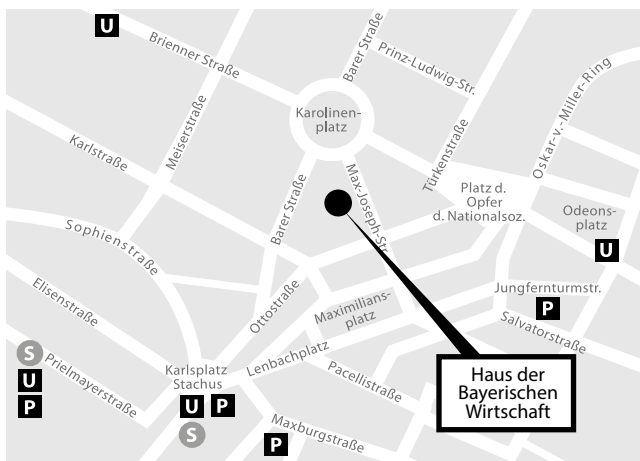 U
Brienner Straße
Barer Straße
Prinz-Ludwig-Str.
Oskar-v.-Miller-Ring
Meiserstraße
Karolinen-
platz
Karlstraße
Türkenstraße
Max-Joseph-Str.
Platz d.
Opfer
d. Nationalsoz.
Odeons-
platz
U
Barer Straße
Sophienstraße
Elisenstraße
Ottostraße
Maximilians-
platz
Jungfernturmstr.
P
Salvatorstraße
S
U
P
Prielmayerstraße
Karlsplatz
Stachus
U P
S
Lenbachplatz
Pacellistraße
P
Maxburgstraße
Haus der
Bayerischen
Wirtschaft